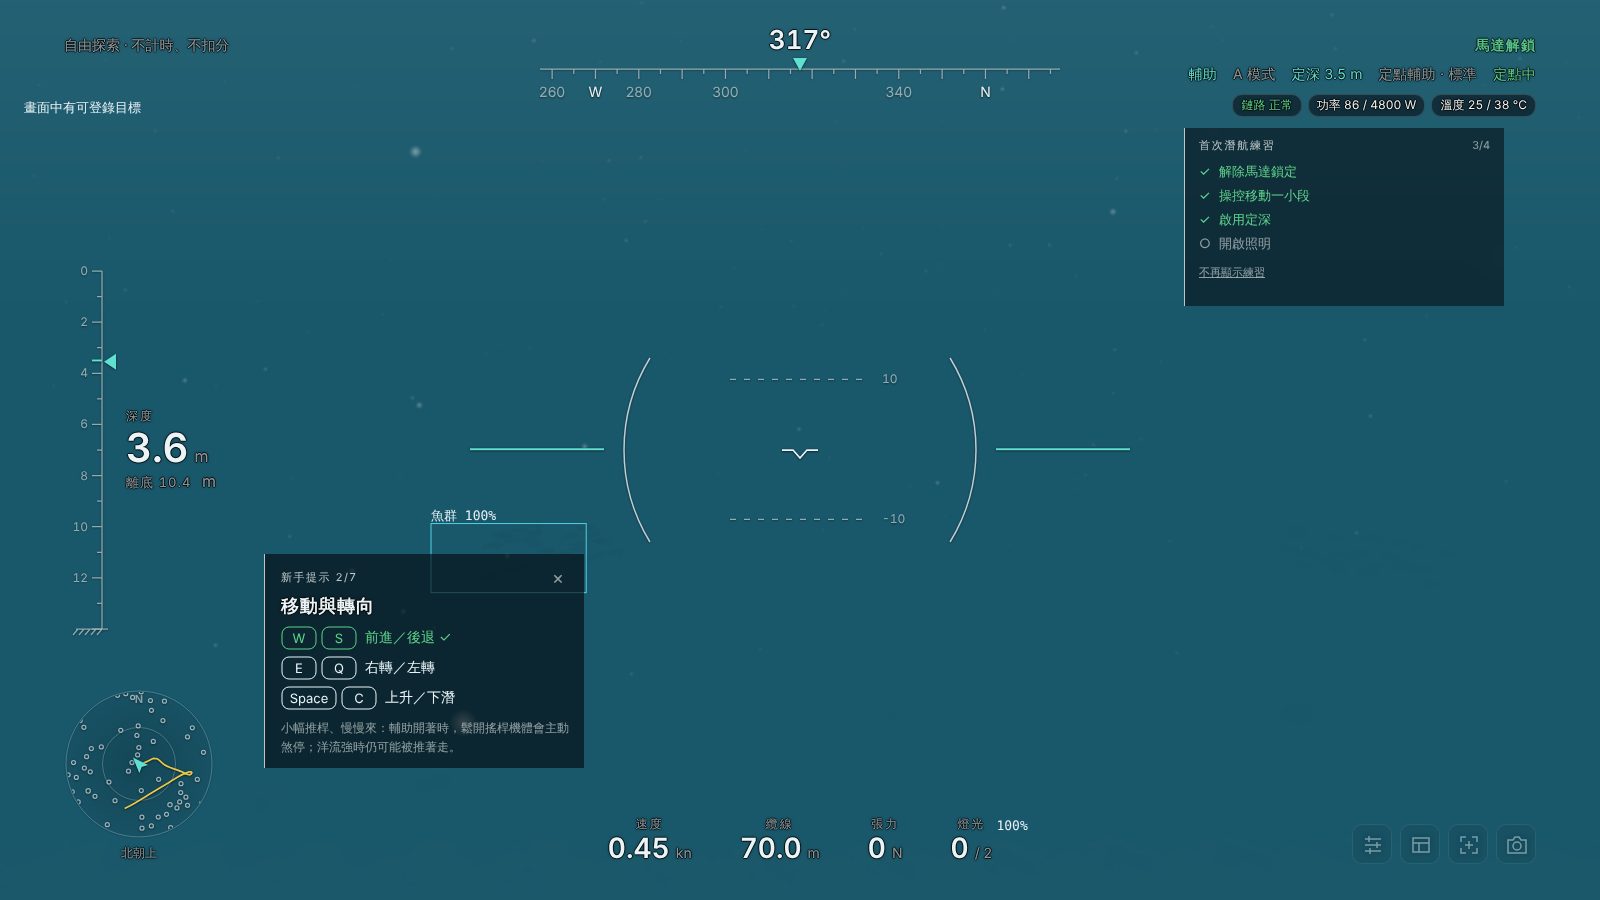 自由探索 · 不計時、不扣分
畫面中有可登錄目標
317°
260 W 280 300 340 N
馬達解鎖
輔助 A 模式 定深 3.5 m 定點輔助 · 標準 定點中
鏈路 正常 功率 86 / 4800 W 溫度 25 / 38 °C
首次潛航練習 3/4
解除馬達鎖定
操控移動一小段
啟用定深
開啟照明
不再顯示練習
0
2
4
6
8
10
12
深度
3.6 m
離底 10.4 m
10
-10
魚群 100%
新手提示 2/7 ×
移動與轉向
W S 前進／後退 ✓
E Q 右轉／左轉
Space C 上升／下潛
小幅推桿、慢慢來：輔助開著時，鬆開搖桿機體會主動
煞停；洋流強時仍可能被推著走。
N
北朝上
速度 纜線 張力 燈光 100%
0.45 kn 70.0 m 0 N 0 / 2